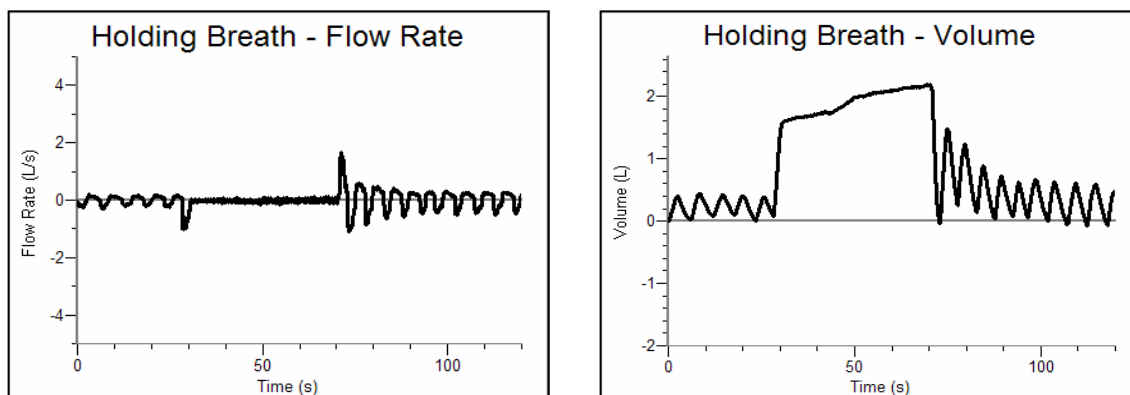 Holding Breath - Flow Rate
4
2
0
-2
-4
Flow Rate (L/s)
0
50
100
Time (s)
Holding Breath - Volume
2
1
0
-1
-2
Volume (L)
0
50
100
Time (s)